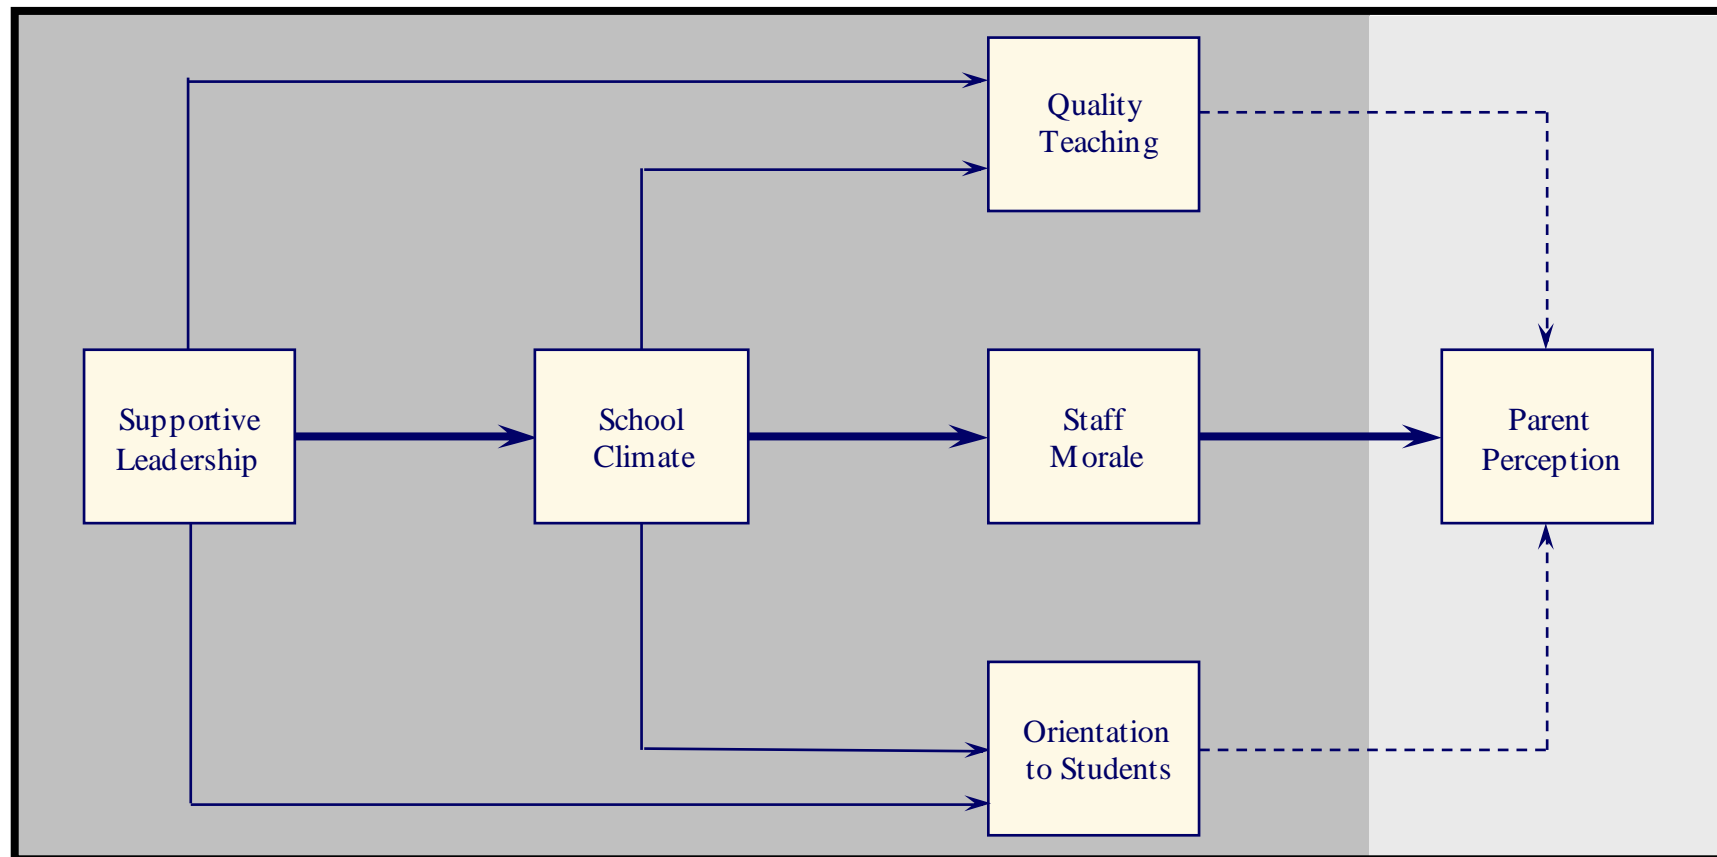 Quality
Teaching
Supportive
Leadership
School
Climate
Staff
Morale
Parent
Perception
Orientation
to Students